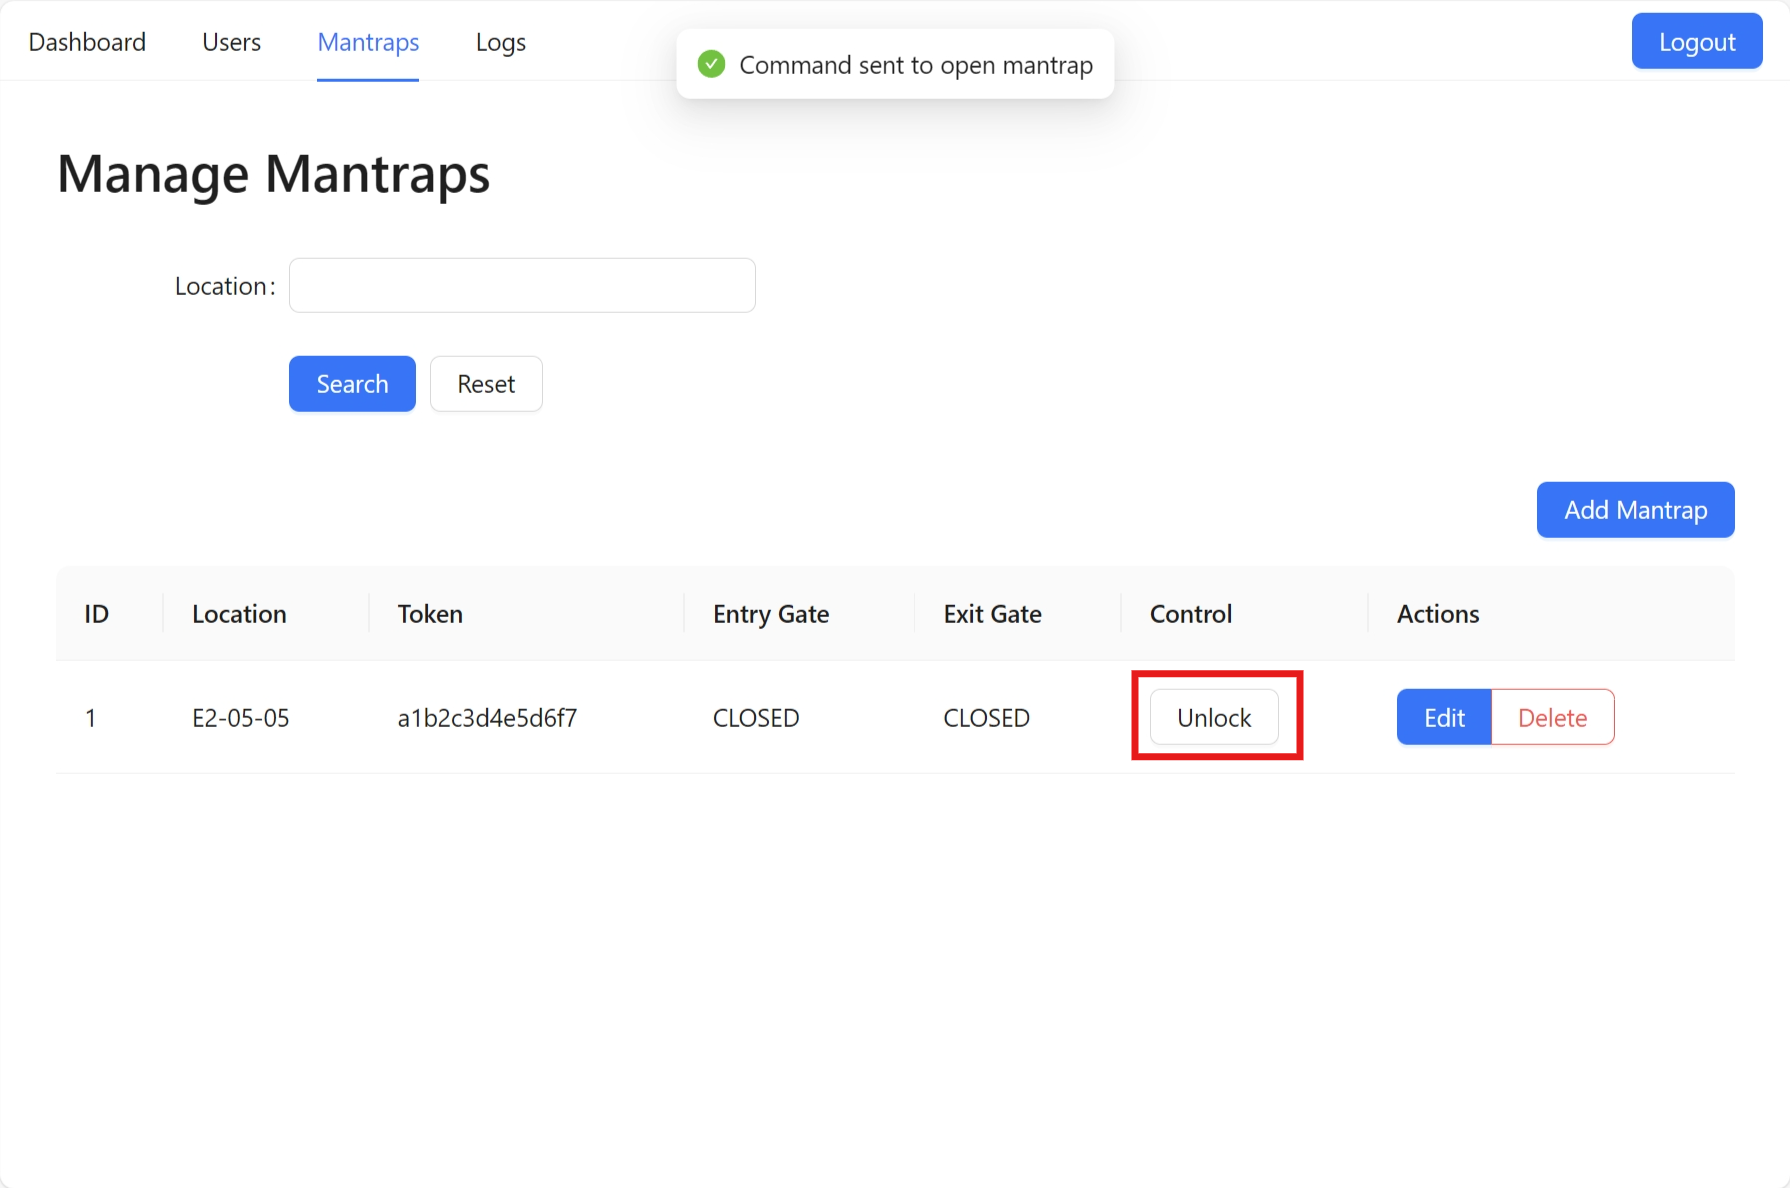 Dashboard Users Mantraps Logs Logout
Command sent to open mantrap
Manage Mantraps
Location:
Search Reset
Add Mantrap
ID Location Token Entry Gate Exit Gate Control Actions
1 E2-05-05 a1b2c3d4e5d6f7 CLOSED CLOSED Unlock Edit Delete